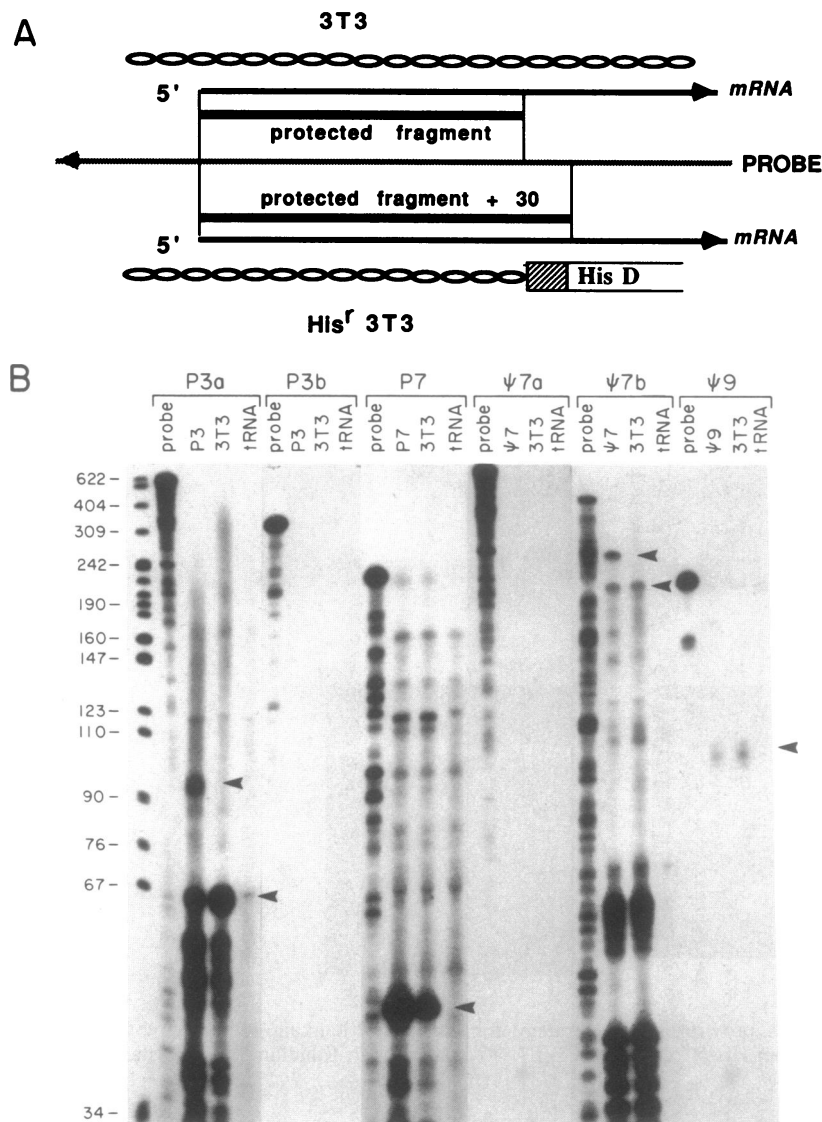 A
3T3
5' mRNA
protected fragment
PROBE
protected fragment + 30
5' mRNA
His D
Hisʳ 3T3
B
P3a P3b P7 ψ7a ψ7b ψ9
probe P3 3T3 tRNA probe P3 3T3 tRNA probe P7 3T3 tRNA probe ψ7 3T3 tRNA probe ψ7 3T3 tRNA probe ψ9 3T3 tRNA
622 –
404 –
309 –
242 –
190 –
160 –
147 –
123 –
110 –
90 –
76 –
67 –
34 –